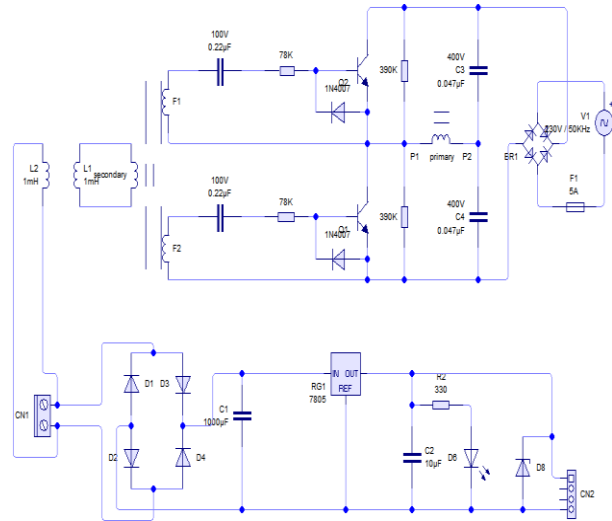 100V
0.22µF
78K
F1
Q2
1N4007
390K
400V
C3
0.047µF
V1
230V / 50KHz
BR1
F1
5A
L2
1mH
L1
1mH
secondary
P1
primary
P2
100V
0.22µF
78K
F2
Q1
1N4007
390K
400V
C4
0.047µF
D1
D3
D2
D4
CN1
C1
1000µF
IN OUT
REF
RG1
7805
R2
330
C2
10µF
D6
D8
CN2